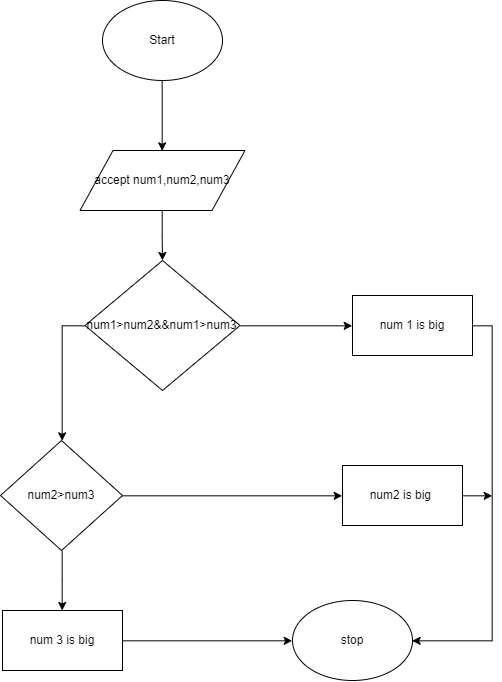 Start
accept num1,num2,num3
num1>num2&&num1>num3
num 1 is big
num2>num3
num2 is big
num 3 is big
stop